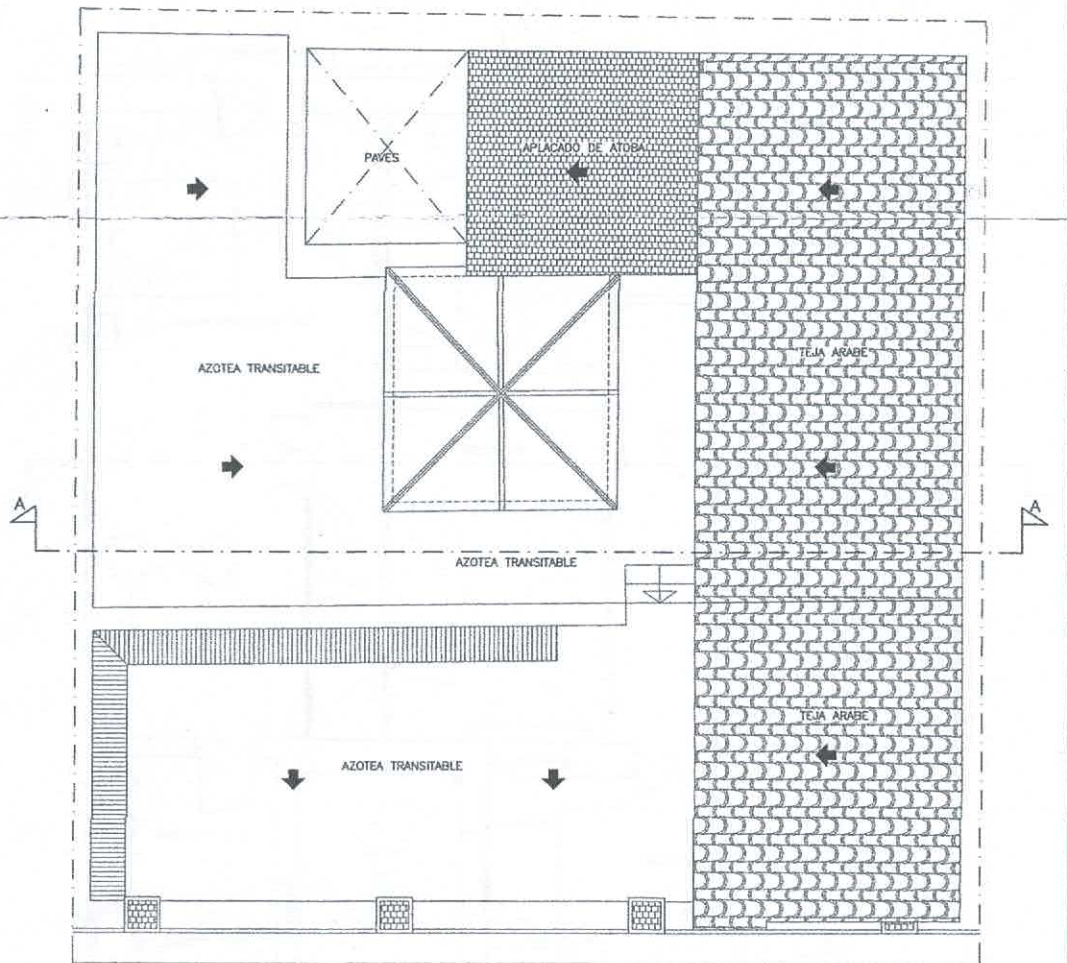 PAVES
APLACADO DE ATOBA
AZOTEA TRANSITABLE
TEJA ARABE
A
A
AZOTEA TRANSITABLE
TEJA ARABE
AZOTEA TRANSITABLE